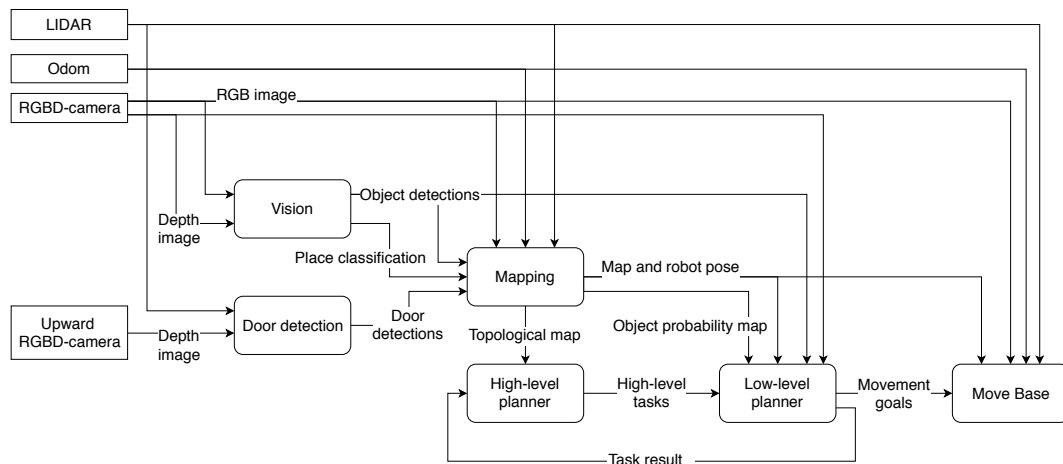 LIDAR
Odom
RGBD-camera
RGB image
Vision
Object detections
Depth
image
Place classification
Mapping
Map and robot pose
Upward
RGBD-camera
Depth
image
Door detection
Door
detections
Topological map
Object probability map
High-level
planner
High-level
tasks
Low-level
planner
Movement
goals
Move Base
Task result